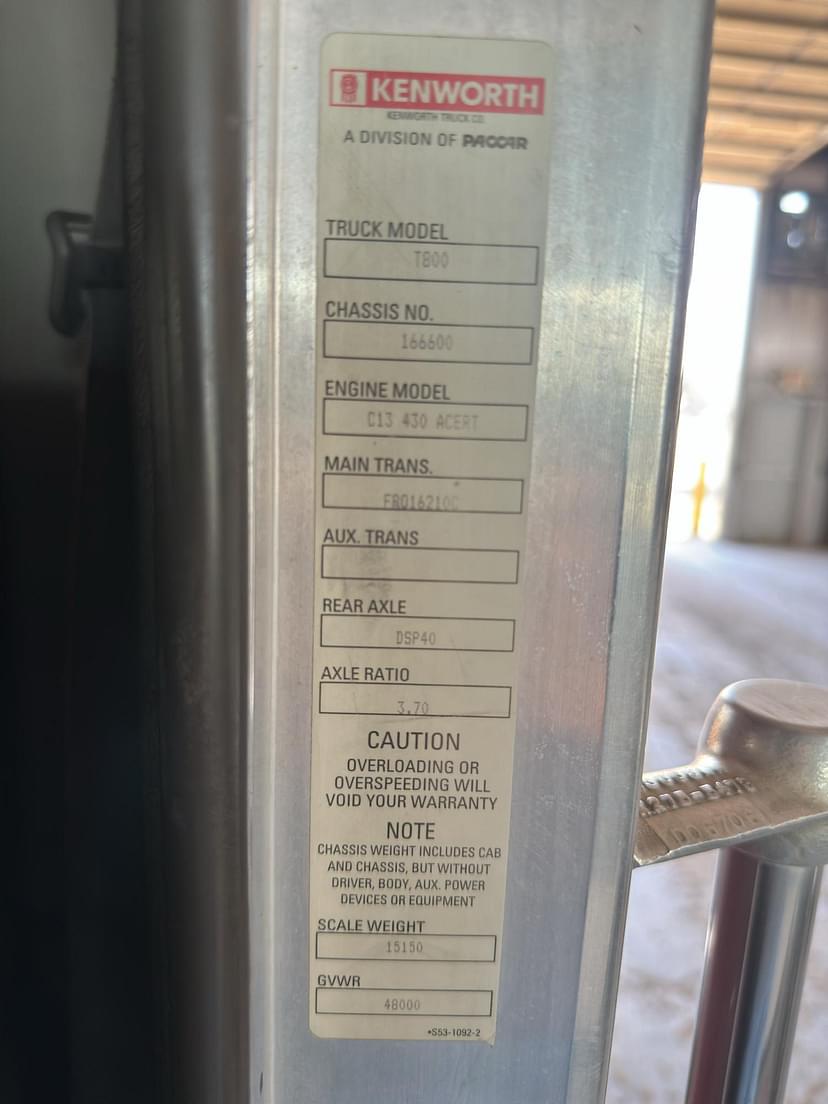 KENWORTH
KENWORTH TRUCK CO.
A DIVISION OF PACCAR
TRUCK MODEL
T800
CHASSIS NO.
166600
ENGINE MODEL
C13 430 ACERT
MAIN TRANS.
FRO16210C
AUX. TRANS
REAR AXLE
DSP40
AXLE RATIO
3.70
CAUTION
OVERLOADING OR
OVERSPEEDING WILL
VOID YOUR WARRANTY
NOTE
CHASSIS WEIGHT INCLUDES CAB
AND CHASSIS, BUT WITHOUT
DRIVER, BODY, AUX. POWER
DEVICES OR EQUIPMENT
SCALE WEIGHT
15150
GVWR
48000
*S53-1092-2